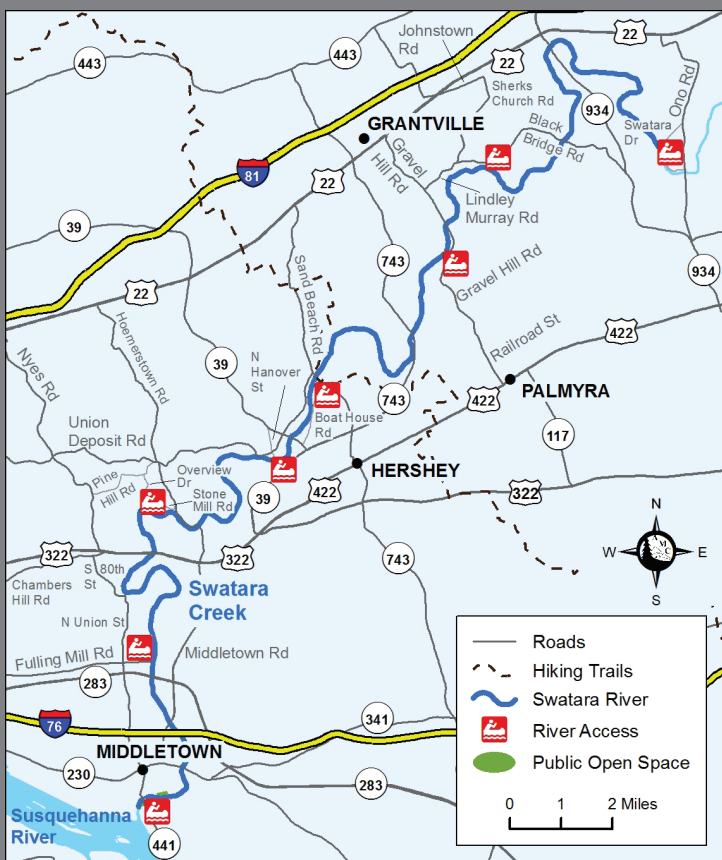 Johnstown
Rd
443
443
22
22
22
Sherks
Church Rd
934
Ono Rd
Swatara
Dr
GRANTVILLE
Black
Bridge Rd
Gravel
Hill Rd
81
22
Lindley
Murray Rd
39
743
Gravel Hill Rd
934
22
Sand Beach Rd
Hoernerstown Rd
Nyes Rd
39
N
Hanover
St
Railroad St
422
743
422
PALMYRA
Boat House
Rd
117
Union
Deposit Rd
HERSHEY
Pine
Hill Rd
Overview
Dr
Stone
Mill Rd
39
422
322
322
322
743
S 80th
St
Chambers
Hill Rd
Swatara
Creek
N Union St
Fulling Mill Rd
Middletown Rd
283
76
341
MIDDLETOWN
230
283
Susquehanna
River
441
N
W
E
S
M
C
Roads
Hiking Trails
Swatara River
River Access
Public Open Space
0 1 2 Miles